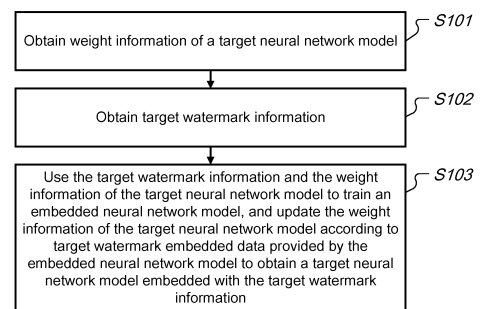 S101
Obtain weight information of a target neural network model
S102
Obtain target watermark information
S103
Use the target watermark information and the weight
information of the target neural network model to train an
embedded neural network model, and update the weight
information of the target neural network model according to
target watermark embedded data provided by the
embedded neural network model to obtain a target neural
network model embedded with the target watermark
information